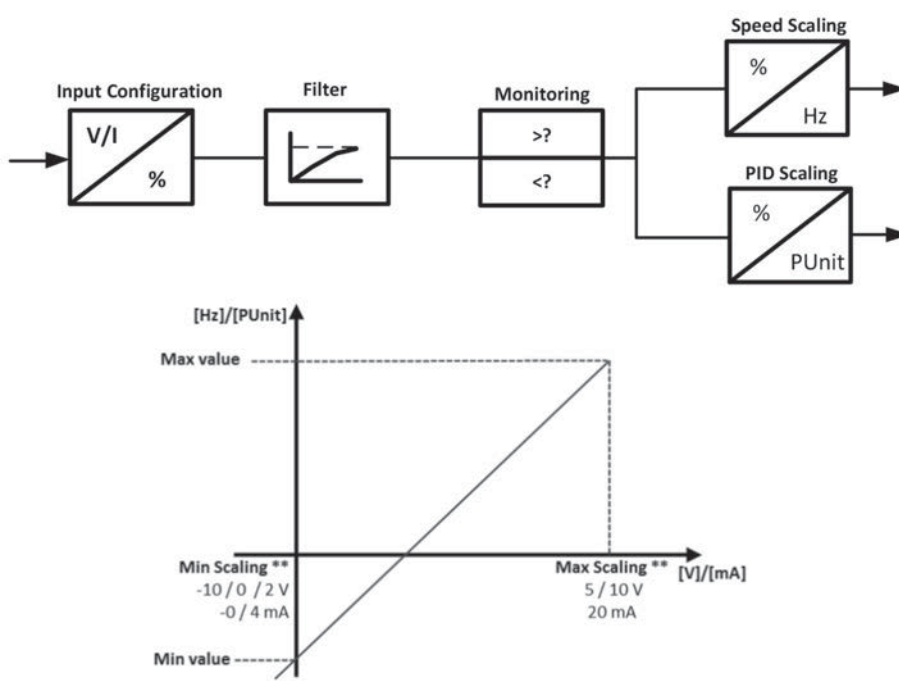 Speed Scaling
%
Hz
Input Configuration
V/I
%
Filter
Monitoring
>?
<?
PID Scaling
%
PUnit
[Hz]/[PUnit]
Max value
Min Scaling **
-10 / 0 / 2 V
-0 / 4 mA
Max Scaling **
5 / 10 V
20 mA
[V]/[mA]
Min value